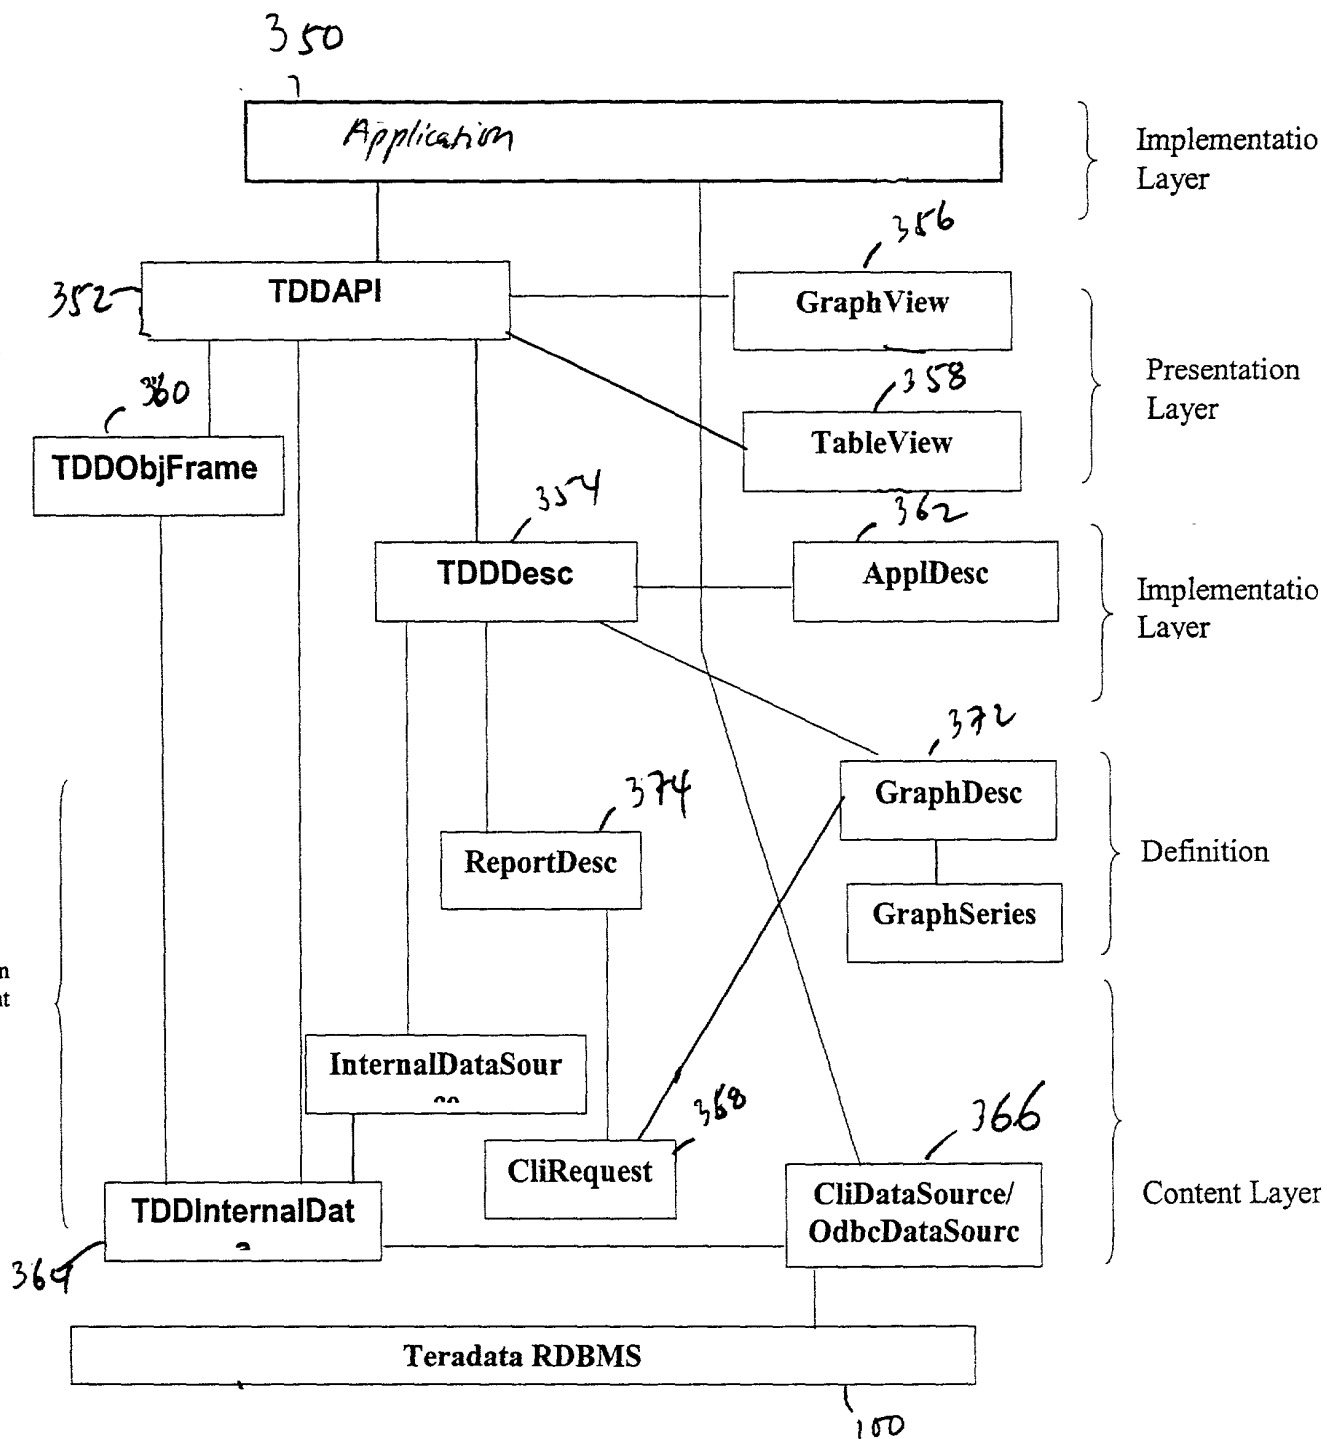 350
Application
Implementatio
Layer
356
352
TDDAPI
GraphView
Presentation
Layer
360
358
TDDObjFrame
TableView
354
362
TDDDesc
ApplDesc
Implementatio
Layer
372
374
GraphDesc
ReportDesc
Definition
GraphSeries
InternalDataSour
368
366
CliRequest
CliDataSource/
OdbcDataSourc
Content Layer
TDDInternalDat
364
Teradata RDBMS
100